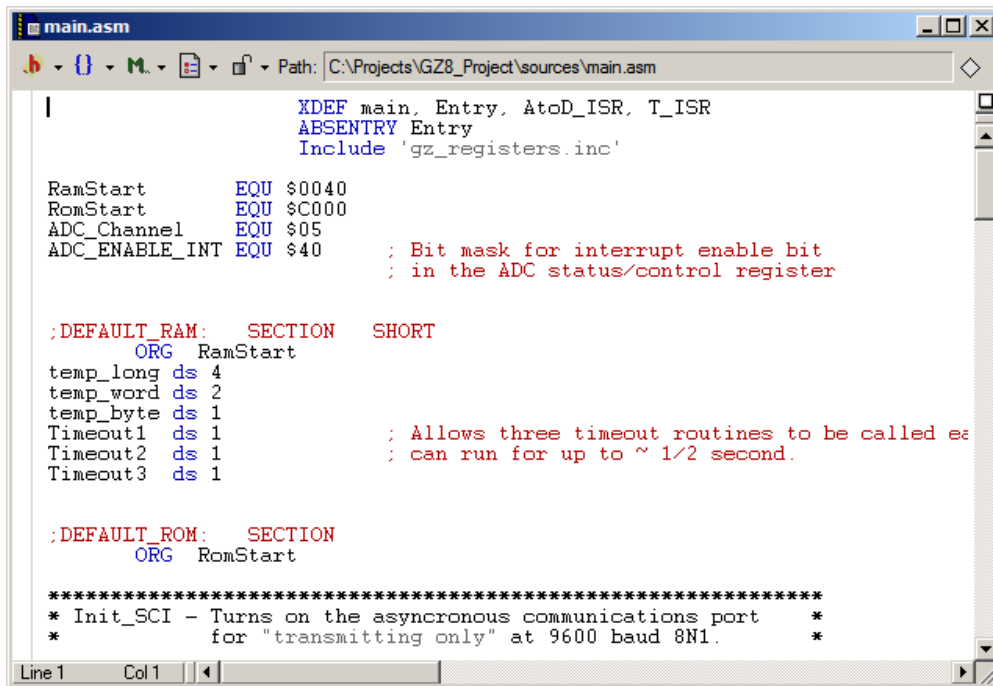 main.asm
.h {} M. Path: C:\Projects\GZ8_Project\sources\main.asm
XDEF main, Entry, AtoD_ISR, T_ISR
ABSENTRY Entry
Include 'gz_registers.inc'
RamStart EQU $0040
RomStart EQU $C000
ADC_Channel EQU $05
ADC_ENABLE_INT EQU $40 ; Bit mask for interrupt enable bit
; in the ADC status/control register
;DEFAULT_RAM: SECTION SHORT
ORG RamStart
temp_long ds 4
temp_word ds 2
temp_byte ds 1
Timeout1 ds 1 ; Allows three timeout routines to be called ea
Timeout2 ds 1 ; can run for up to ~ 1/2 second.
Timeout3 ds 1
;DEFAULT_ROM: SECTION
ORG RomStart
**************************************************************
* Init_SCI - Turns on the asyncronous communications port *
* for "transmitting only" at 9600 baud 8N1. *
Line 1 Col 1